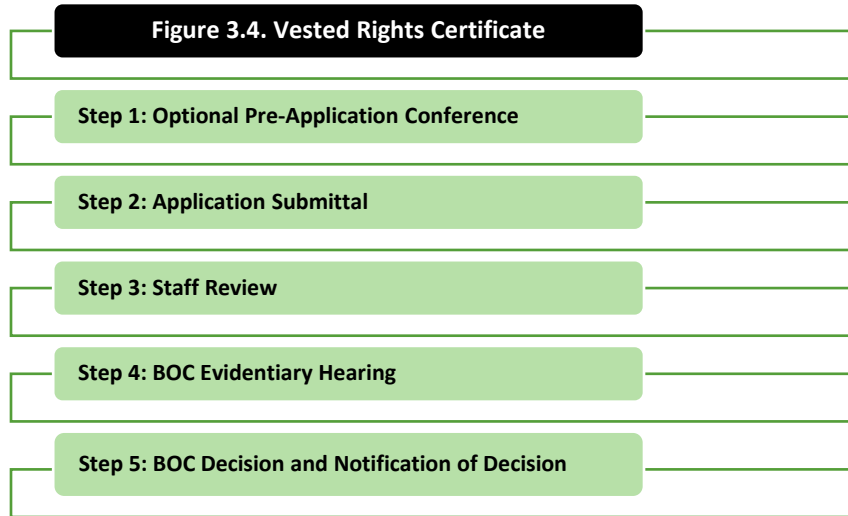 Figure 3.4. Vested Rights Certificate
Step 1: Optional Pre-Application Conference
Step 2: Application Submittal
Step 3: Staff Review
Step 4: BOC Evidentiary Hearing
Step 5: BOC Decision and Notification of Decision